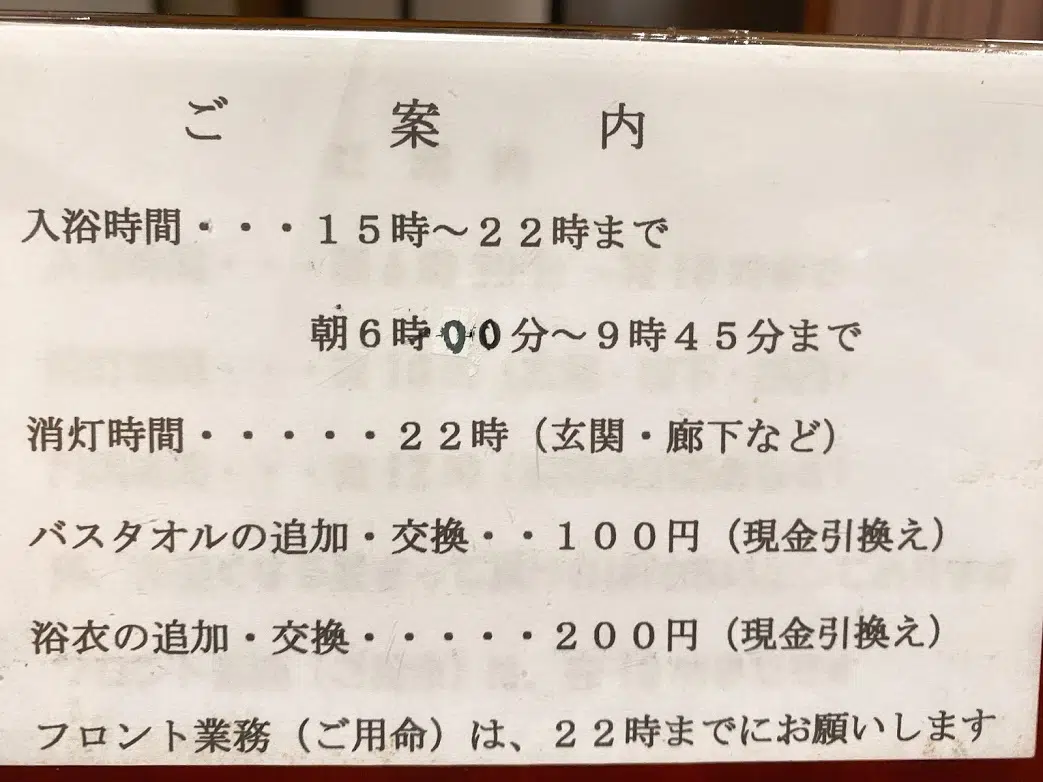 ご案内
入浴時間・・・１５時～２２時まで
朝６時００分～９時４５分まで
消灯時間・・・・・２２時（玄関・廊下など）
バスタオルの追加・交換・・１００円（現金引換え）
浴衣の追加・交換・・・・・２００円（現金引換え）
フロント業務（ご用命）は、２２時までにお願いします